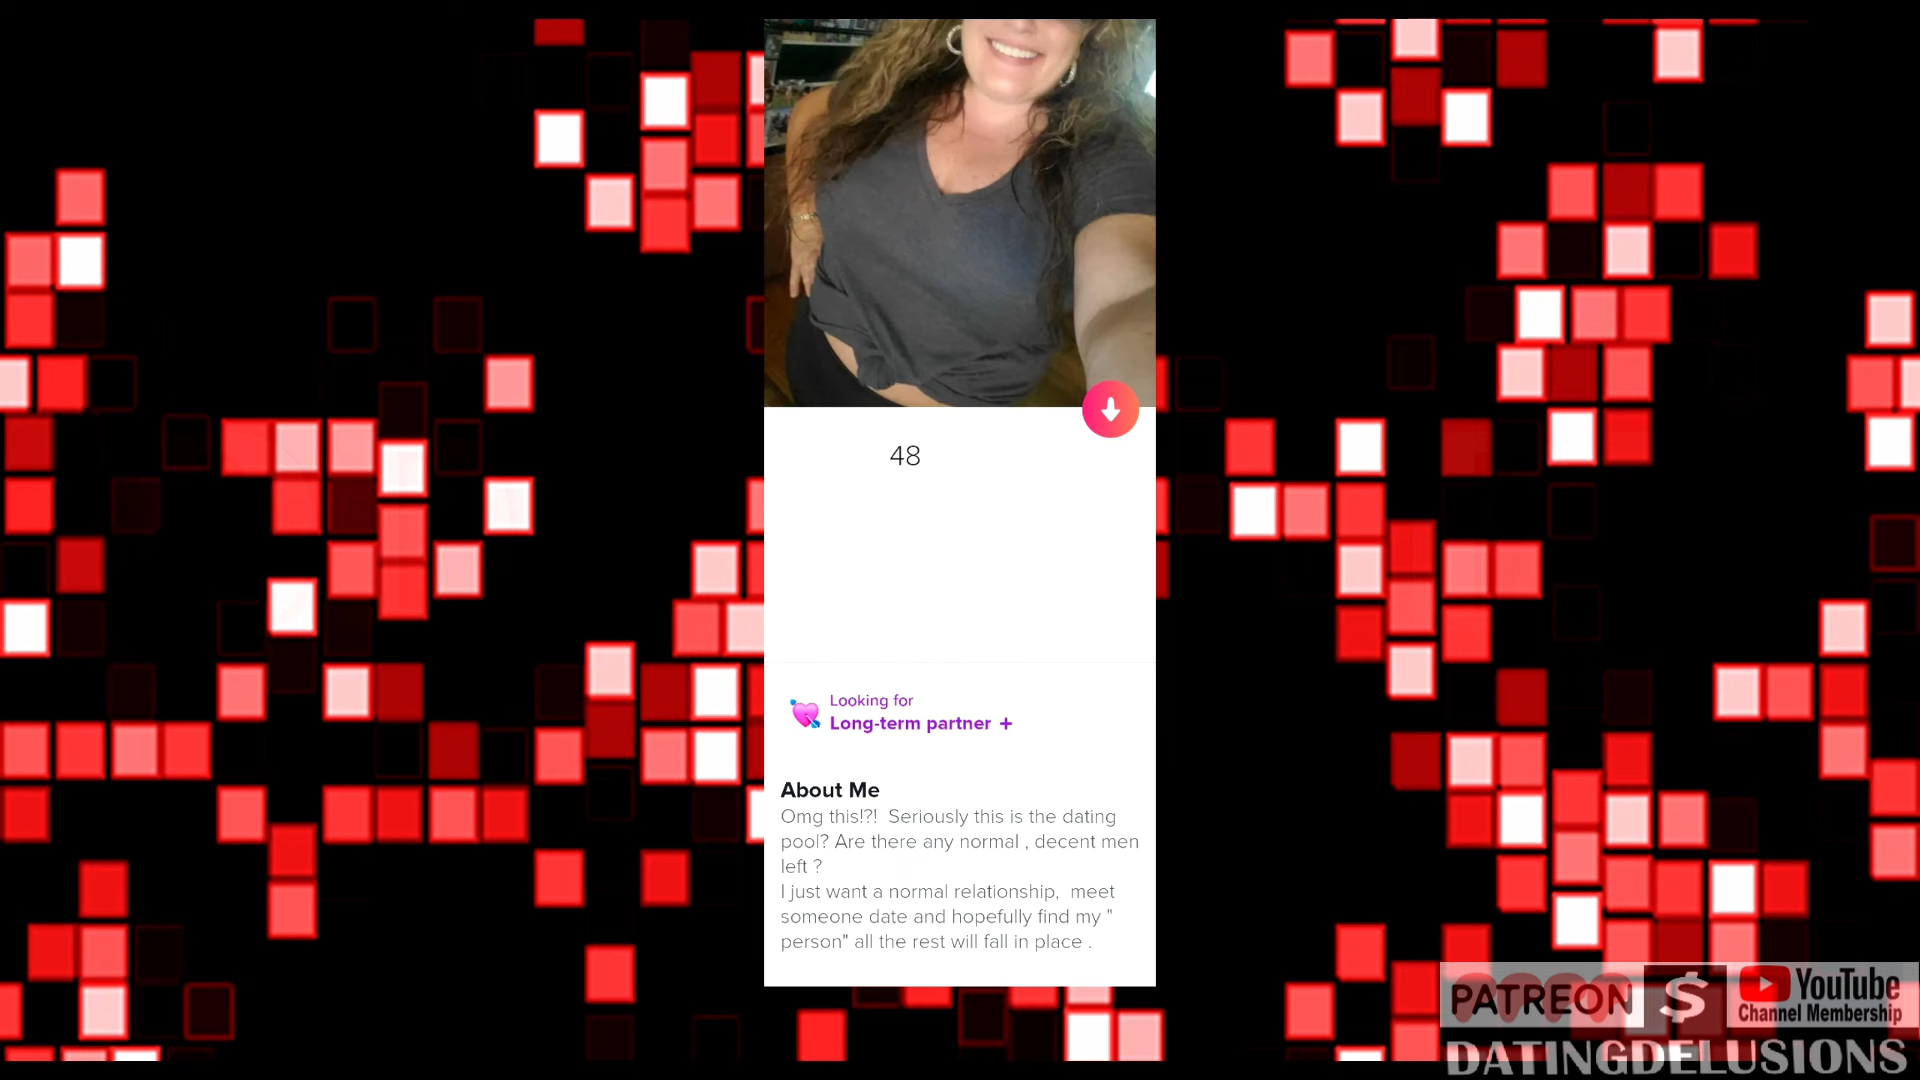 48
Looking for
Long-term partner +
About Me
Omg this!?!  Seriously this is the dating
pool? Are there any normal , decent men
left ?
I just want a normal relationship,  meet
someone date and hopefully find my "
person" all the rest will fall in place .
PATREON $ YouTube
Channel Membership
DATINGDELUSIONS